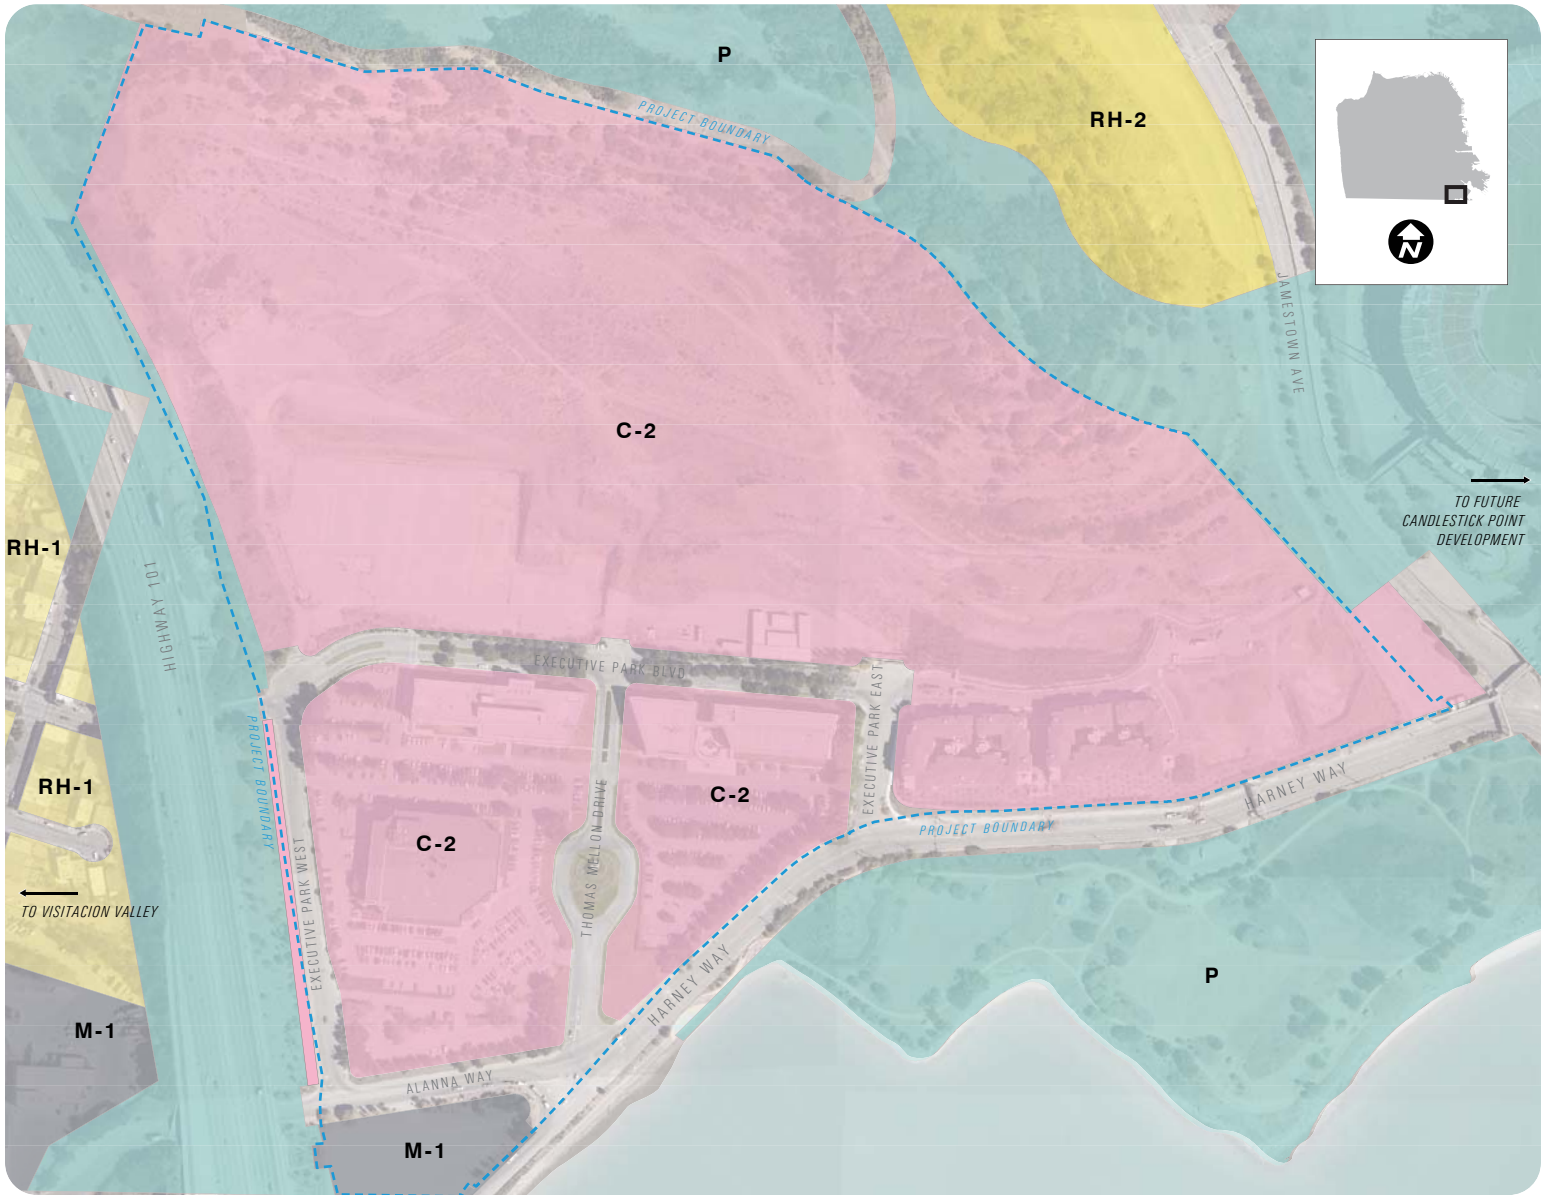 P
PROJECT BOUNDARY
RH-2
N
JAMESTOWN AVE
C-2
TO FUTURE
CANDLESTICK POINT
DEVELOPMENT
RH-1
HIGHWAY 101
EXECUTIVE PARK BLVD
EXECUTIVE PARK EAST
PROJECT BOUNDARY
RH-1
C-2
HARNEY WAY
PROJECT BOUNDARY
THOMAS MELLON DRIVE
C-2
EXECUTIVE PARK WEST
TO VISITACION VALLEY
HARNEY WAY
P
M-1
ALANNA WAY
M-1